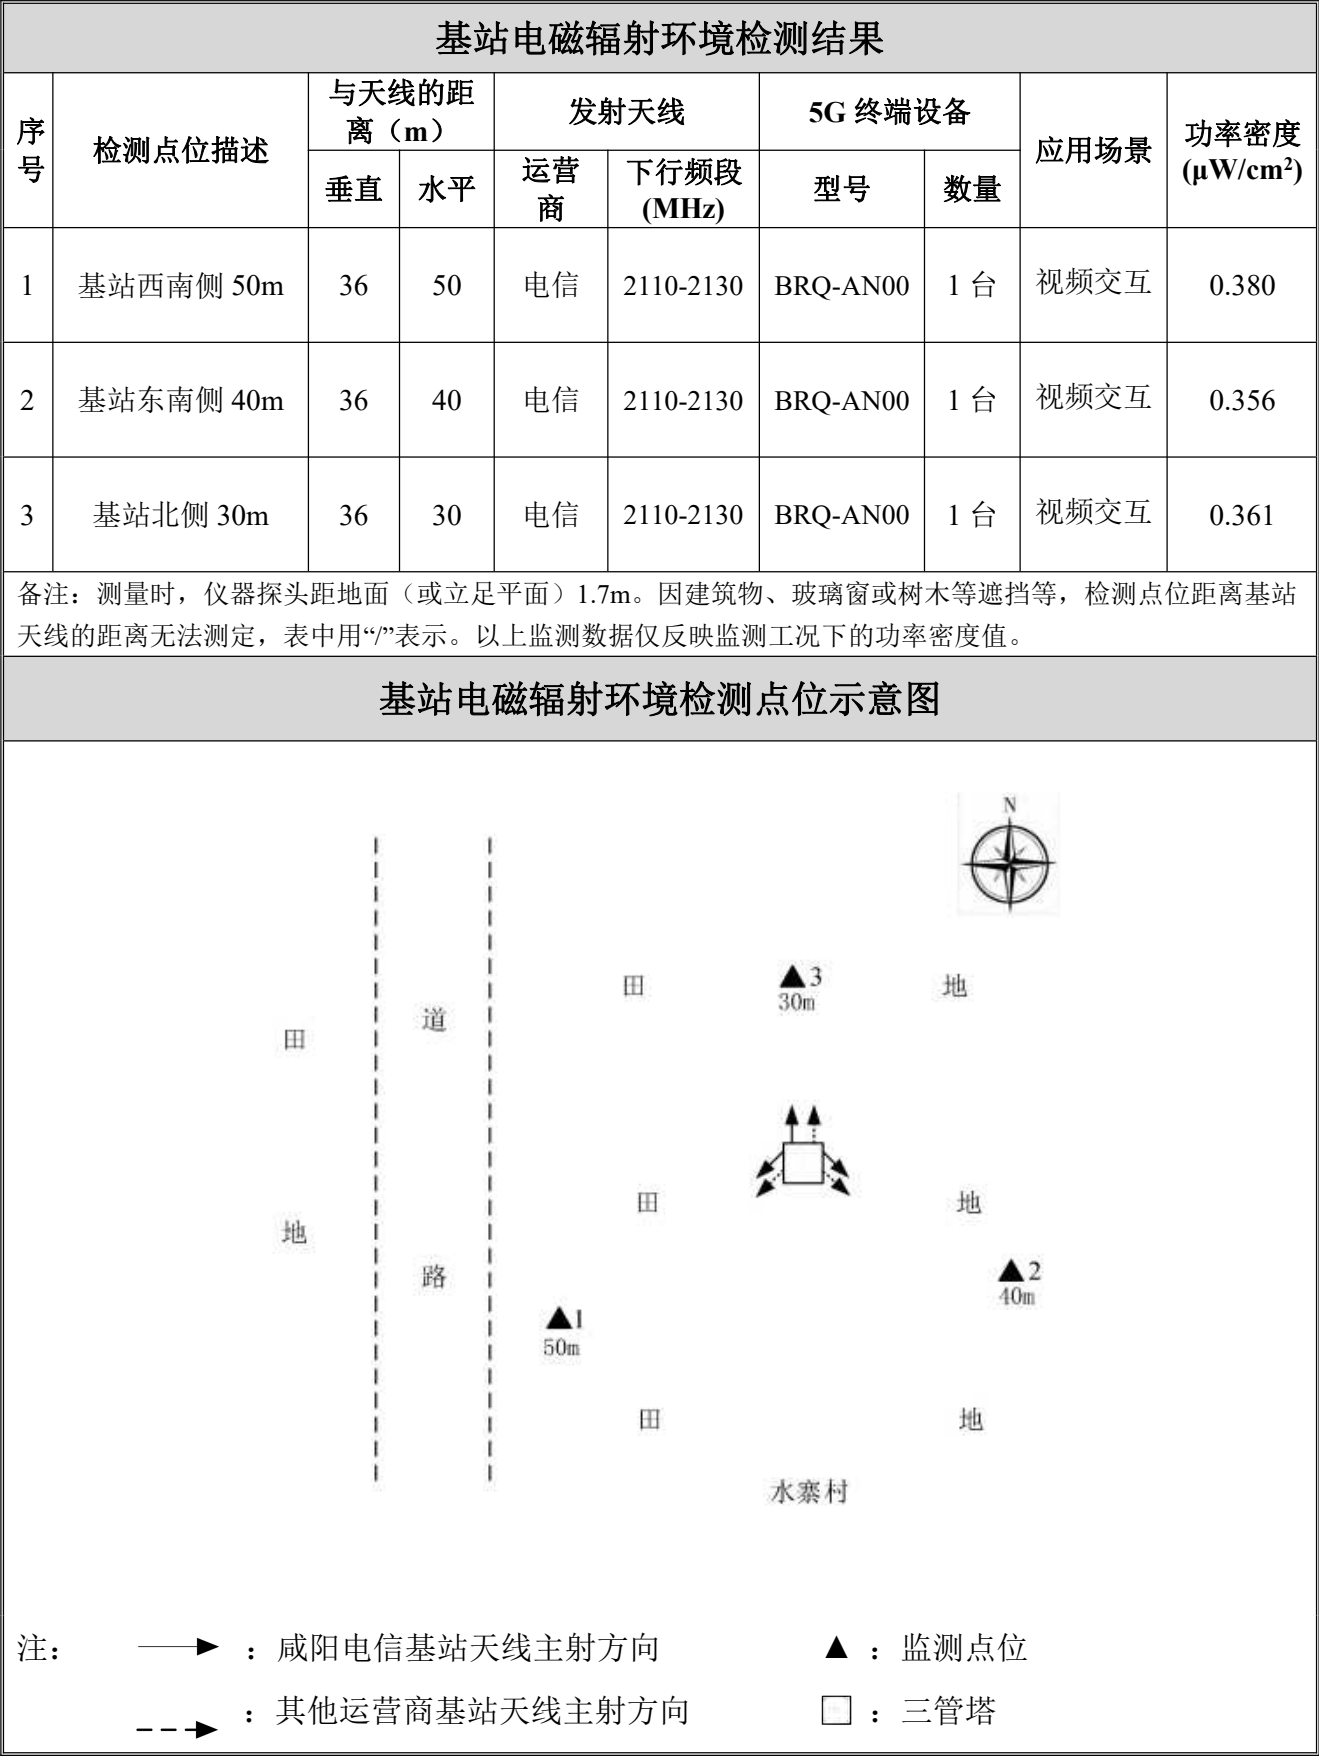 基站电磁辐射环境检测结果
序号 检测点位描述 与天线的距离（m） 发射天线 5G 终端设备 应用场景 功率密度(μW/cm²)
垂直 水平 运营商 下行频段(MHz) 型号 数量
1 基站西南侧 50m 36 50 电信 2110-2130 BRQ-AN00 1 台 视频交互 0.380
2 基站东南侧 40m 36 40 电信 2110-2130 BRQ-AN00 1 台 视频交互 0.356
3 基站北侧 30m 36 30 电信 2110-2130 BRQ-AN00 1 台 视频交互 0.361
备注：测量时，仪器探头距地面（或立足平面）1.7m。因建筑物、玻璃窗或树木等遮挡等，检测点位距离基站
天线的距离无法测定，表中用“/”表示。以上监测数据仅反映监测工况下的功率密度值。
基站电磁辐射环境检测点位示意图
N
田 ▲3 地
30m
田 道
田 地
地
路 ▲2
40m
▲1
50m
田 地
水寨村
注： ：咸阳电信基站天线主射方向 ▲：监测点位
：其他运营商基站天线主射方向 □：三管塔